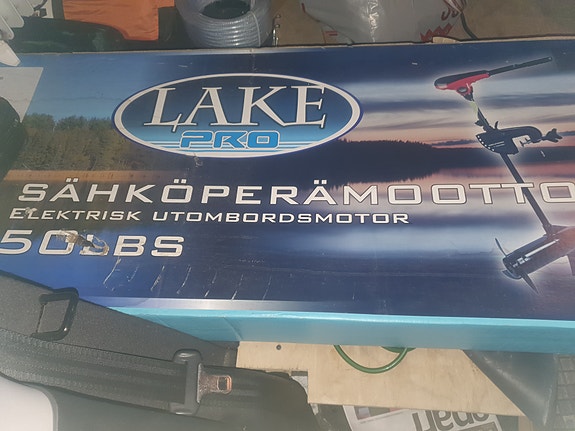 LAKE
PRO
SÄHKÖPERÄMOOTTO
ELEKTRISK UTOMBORDSMOTOR
50LBS